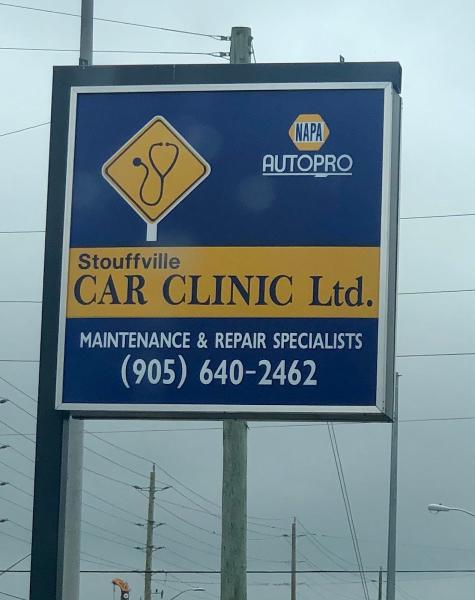 NAPA
AUTOPRO
Stouffville
CAR CLINIC Ltd.
MAINTENANCE & REPAIR SPECIALISTS
(905) 640-2462